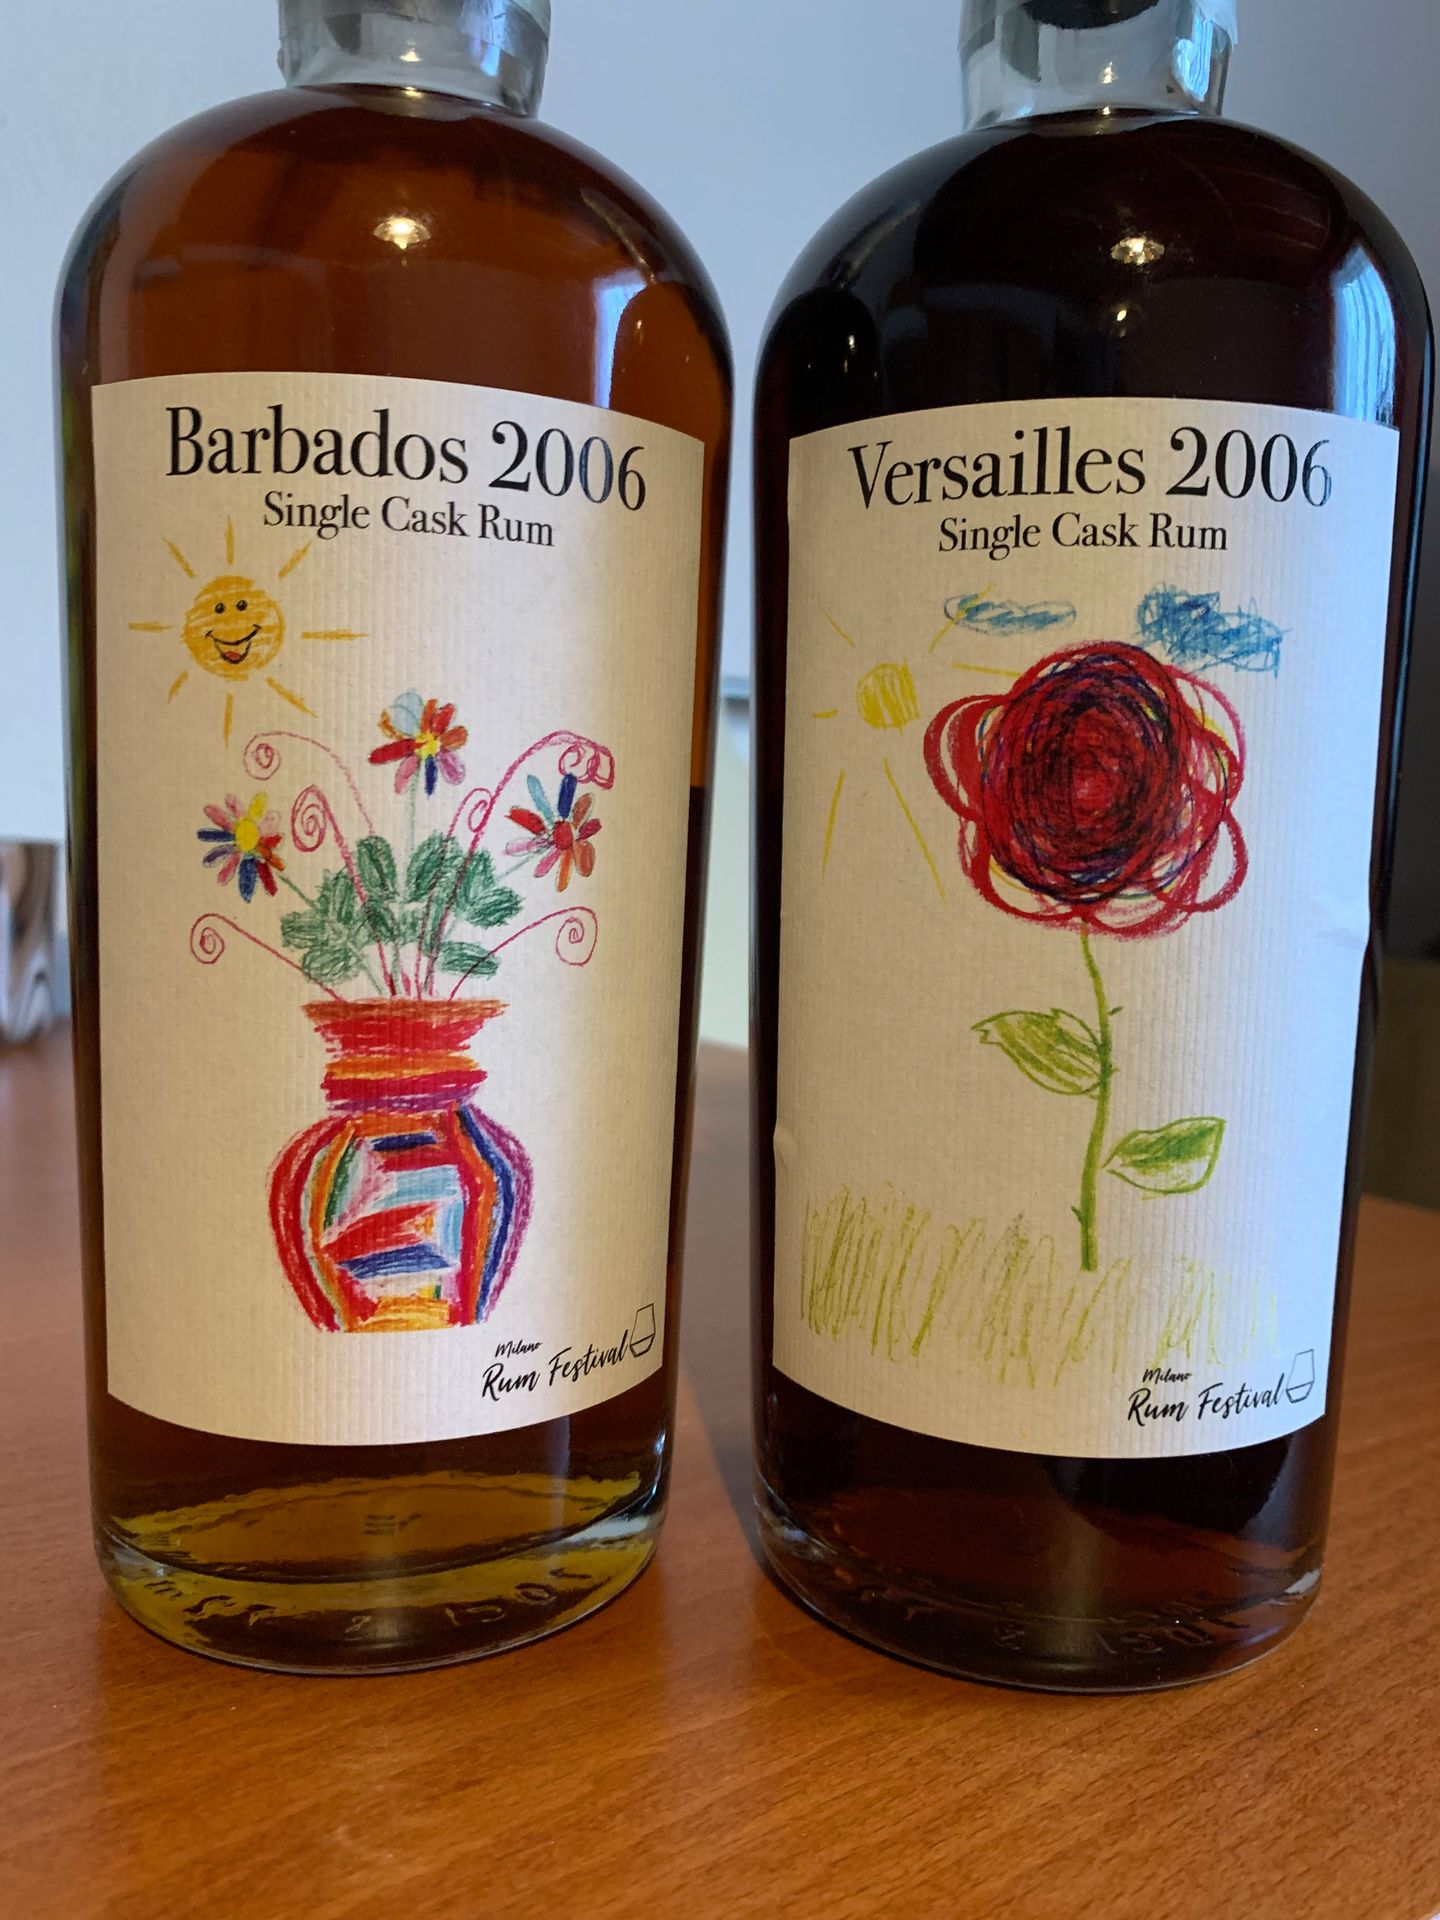 Barbados 2006
Single Cask Rum
Milano
Rum Festival
Versailles 2006
Single Cask Rum
Milano
Rum Festival